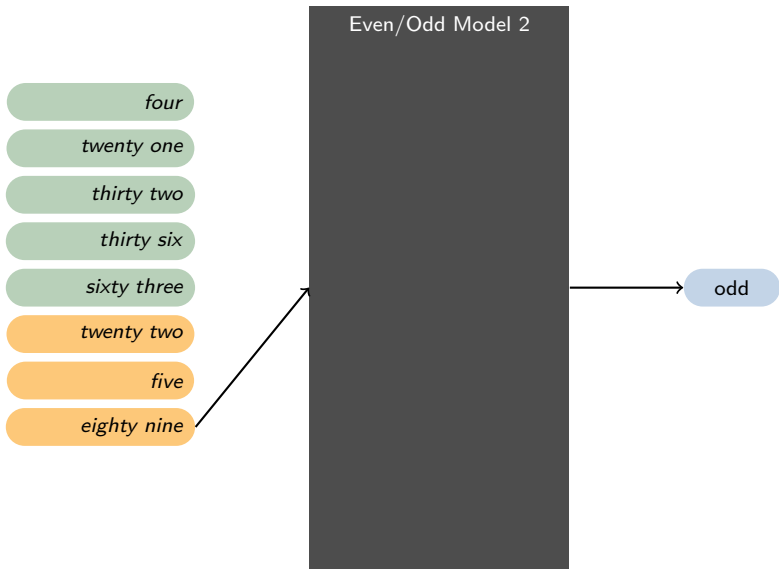 Even/Odd Model 2
four
twenty one
thirty two
thirty six
sixty three
twenty two
five
eighty nine
odd